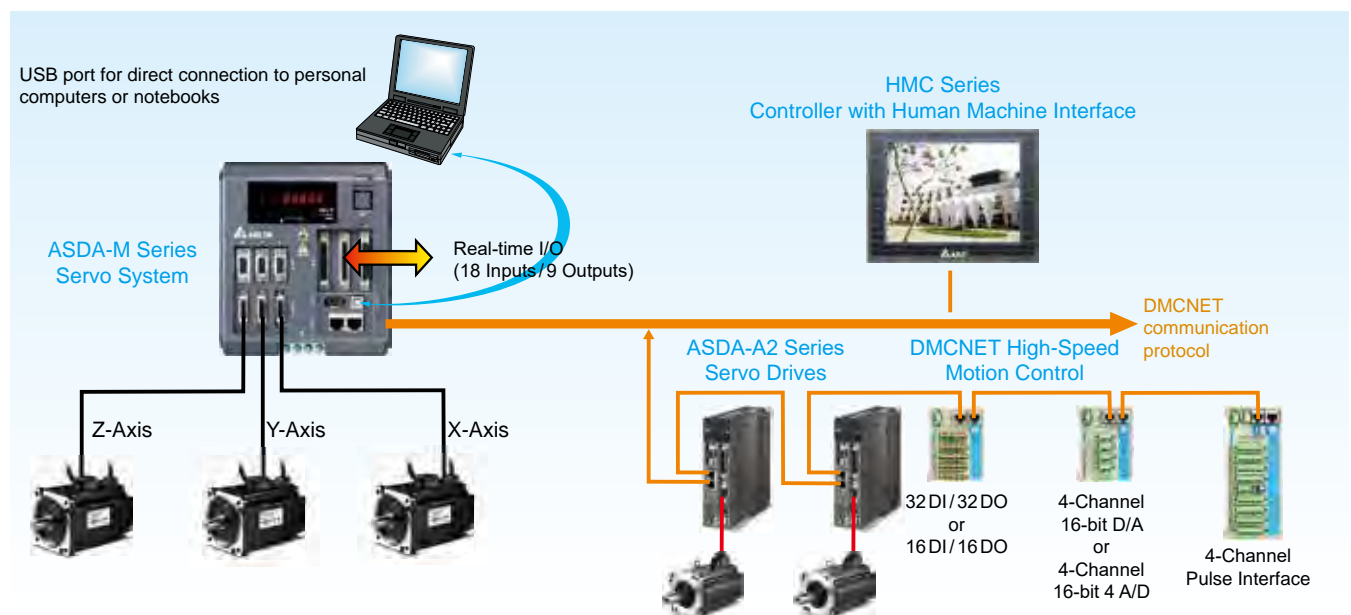 USB port for direct connection to personal
computers or notebooks
HMC Series
Controller with Human Machine Interface
ASDA-M Series
Servo System
Real-time I/O
(18 Inputs/9 Outputs)
DMCNET
communication
protocol
ASDA-A2 Series
Servo Drives
DMCNET High-Speed
Motion Control
Z-Axis
Y-Axis
X-Axis
32 DI/32 DO
or
16 DI/16 DO
4-Channel
16-bit D/A
or
4-Channel
16-bit 4 A/D
4-Channel
Pulse Interface